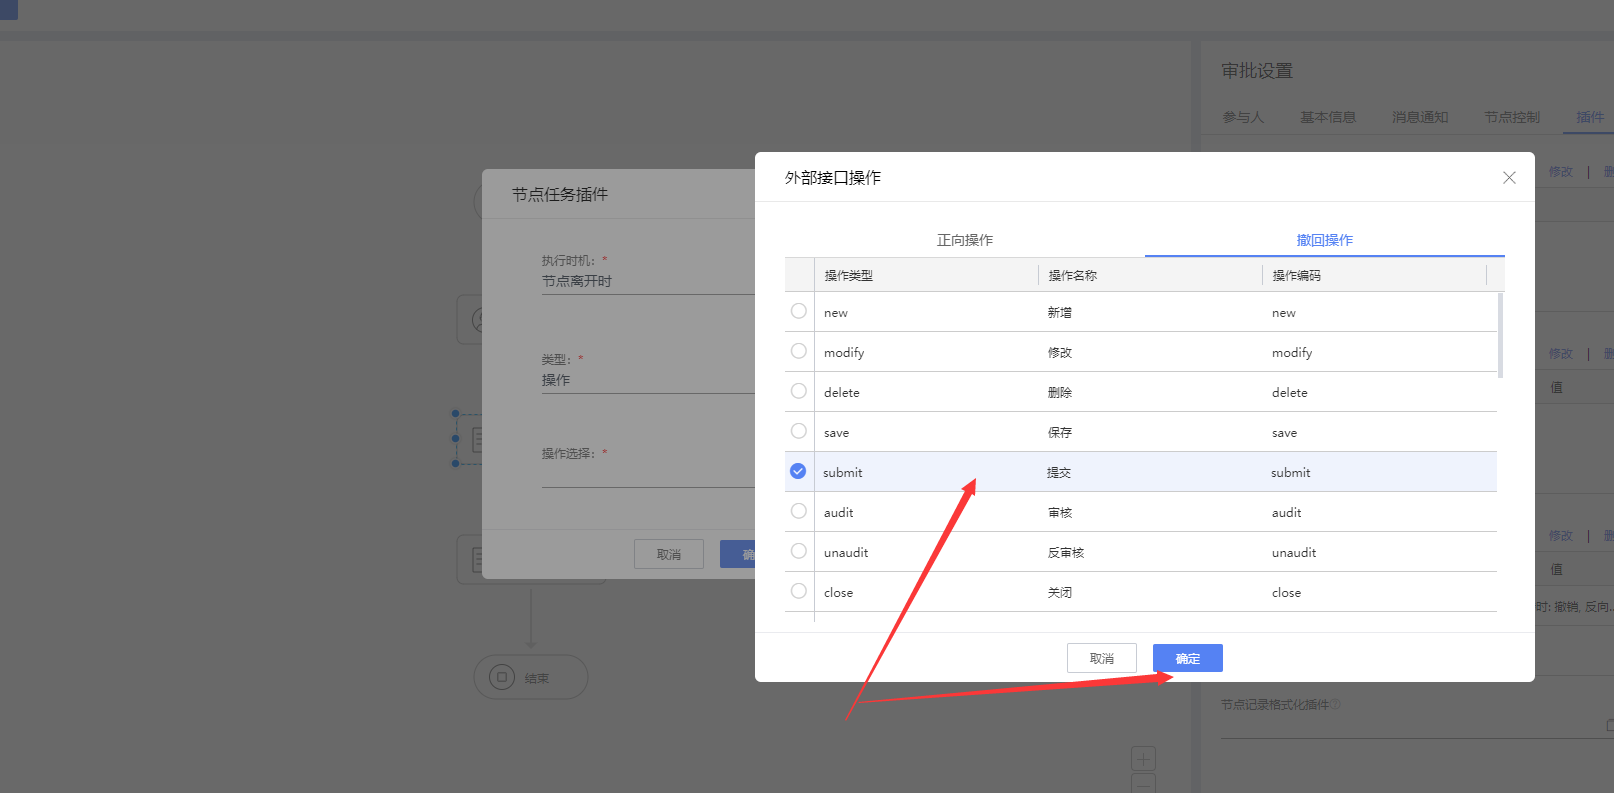 审批设置
参与人 基本信息 消息通知 节点控制 插件
外部接口操作
修改
节点任务插件
正向操作 撤回操作
执行时机: *
节点离开时
操作类型 操作名称 操作编码
new 新增 new
modify 修改 modify
修改
类型: *
操作
值
delete 删除 delete
save 保存 save
操作选择: *
submit 提交 submit
audit 审核 audit
修改
取消
unaudit 反审核 unaudit
值
close 关闭 close
时: 撤销, 反向...
取消 确定
结束
节点记录格式化插件